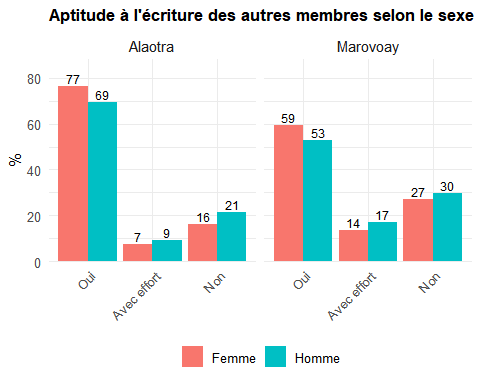 Aptitude à l'écriture des autres membres selon le sexe
Alaotra Marovoay
%
80
60
40
20
0
77 69 7 9 16 21
59 53 14 17 27 30
Oui Avec effort Non Oui Avec effort Non
Femme Homme